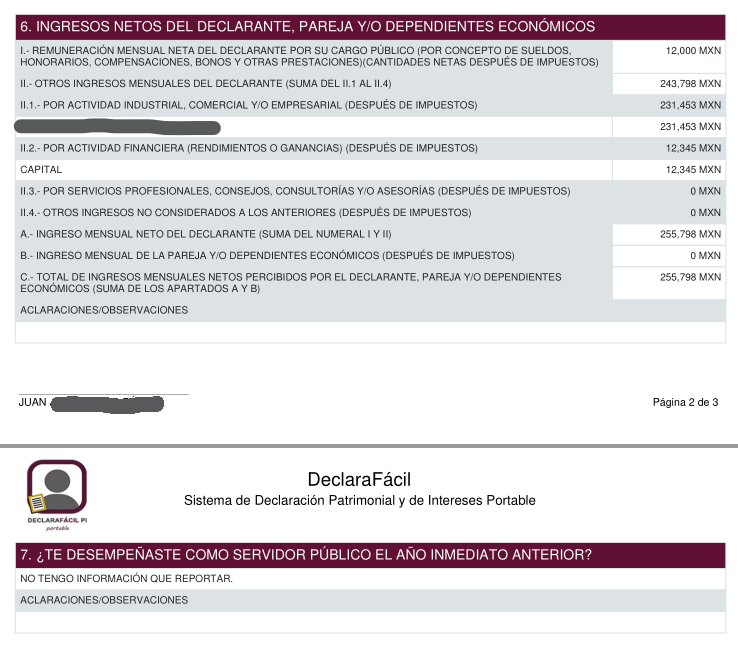 6. INGRESOS NETOS DEL DECLARANTE, PAREJA Y/O DEPENDIENTES ECONÓMICOS
I.- REMUNERACIÓN MENSUAL NETA DEL DECLARANTE POR SU CARGO PÚBLICO (POR CONCEPTO DE SUELDOS, 12,000 MXN
HONORARIOS, COMPENSACIONES, BONOS Y OTRAS PRESTACIONES)(CANTIDADES NETAS DESPUÉS DE IMPUESTOS)
II.- OTROS INGRESOS MENSUALES DEL DECLARANTE (SUMA DEL II.1 AL II.4) 243,798 MXN
II.1.- POR ACTIVIDAD INDUSTRIAL, COMERCIAL Y/O EMPRESARIAL (DESPUÉS DE IMPUESTOS) 231,453 MXN
231,453 MXN
II.2.- POR ACTIVIDAD FINANCIERA (RENDIMIENTOS O GANANCIAS) (DESPUÉS DE IMPUESTOS) 12,345 MXN
CAPITAL 12,345 MXN
II.3.- POR SERVICIOS PROFESIONALES, CONSEJOS, CONSULTORÍAS Y/O ASESORÍAS (DESPUÉS DE IMPUESTOS) 0 MXN
II.4.- OTROS INGRESOS NO CONSIDERADOS A LOS ANTERIORES (DESPUÉS DE IMPUESTOS) 0 MXN
A.- INGRESO MENSUAL NETO DEL DECLARANTE (SUMA DEL NUMERAL I Y II) 255,798 MXN
B.- INGRESO MENSUAL DE LA PAREJA Y/O DEPENDIENTES ECONÓMICOS (DESPUÉS DE IMPUESTOS) 0 MXN
C.- TOTAL DE INGRESOS MENSUALES NETOS PERCIBIDOS POR EL DECLARANTE, PAREJA Y/O DEPENDIENTES 255,798 MXN
ECONÓMICOS (SUMA DE LOS APARTADOS A Y B)
ACLARACIONES/OBSERVACIONES
JUAN Página 2 de 3
DECLARAFÁCIL PI
portable
DeclaraFácil
Sistema de Declaración Patrimonial y de Intereses Portable
7. ¿TE DESEMPEÑASTE COMO SERVIDOR PÚBLICO EL AÑO INMEDIATO ANTERIOR?
NO TENGO INFORMACIÓN QUE REPORTAR.
ACLARACIONES/OBSERVACIONES